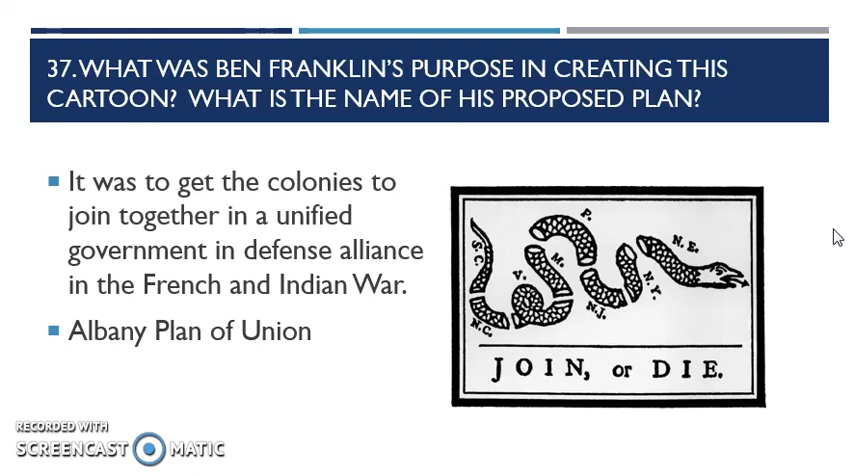 37. WHAT WAS BEN FRANKLIN'S PURPOSE IN CREATING THIS
CARTOON? WHAT IS THE NAME OF HIS PROPOSED PLAN?
It was to get the colonies to
join together in a unified
government in defense alliance
in the French and Indian War.
Albany Plan of Union
S.C.
N.C.
V.
M.
P.
N.J.
N.Y.
N.E.
JOIN, or DIE.
RECORDED WITH
SCREENCAST MATIC